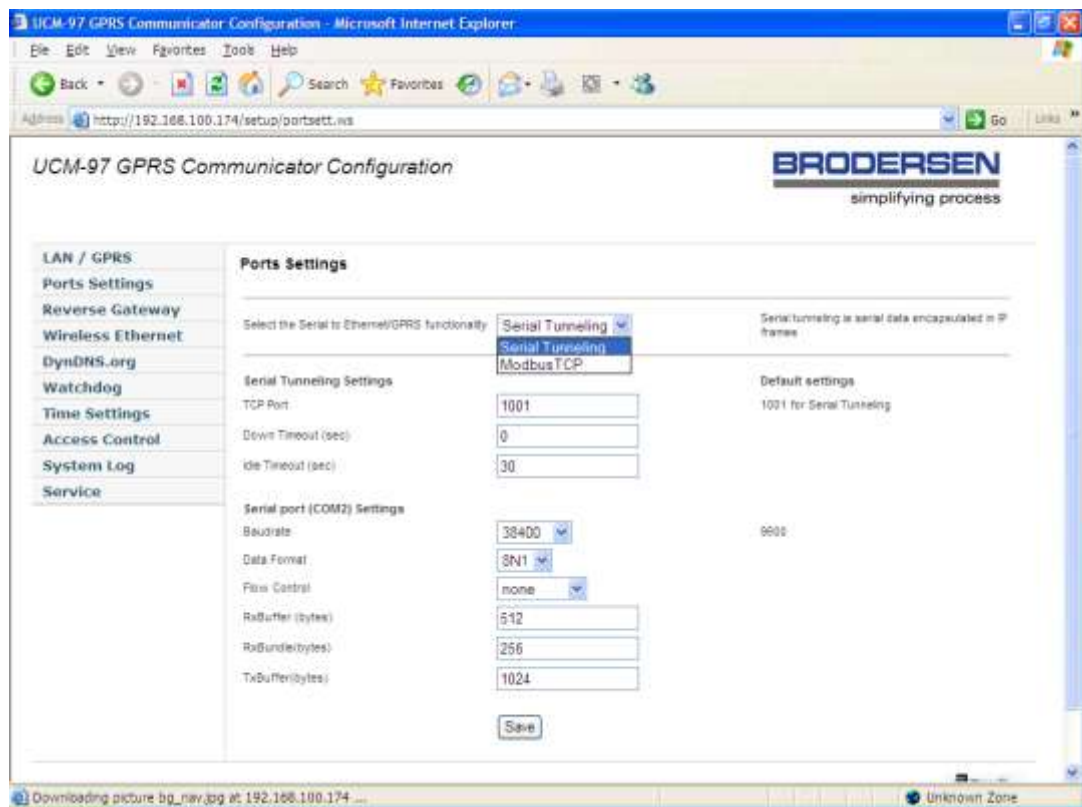 UCM-97 GPRS Communicator Configuration - Microsoft Internet Explorer
File Edit View Favorites Tools Help
Back Search Favorites
Address http://192.168.100.174/setup/portsett.ws Go Links »
UCM-97 GPRS Communicator Configuration
BRODERSEN
simplifying process
LAN / GPRS
Ports Settings
Reverse Gateway
Wireless Ethernet
DynDNS.org
Watchdog
Time Settings
Access Control
System Log
Service
Ports Settings
Select the Serial to Ethernet/GPRS functionality Serial Tunneling Serial tunneling is serial data encapsulated in IP
frames
Serial Tunneling
ModbusTCP
Serial Tunneling Settings Default settings
TCP Port 1001 1001 for Serial Tunneling
Down Timeout (sec) 0
Idle Timeout (sec) 30
Serial port (COM2) Settings
Baudrate 38400 9600
Data Format 8N1
Flow Control none
RxBuffer (bytes) 512
RxBundle(bytes) 256
TxBuffer(bytes) 1024
Save
Downloading picture bg_nav.jpg at 192.168.100.174 ... Unknown Zone